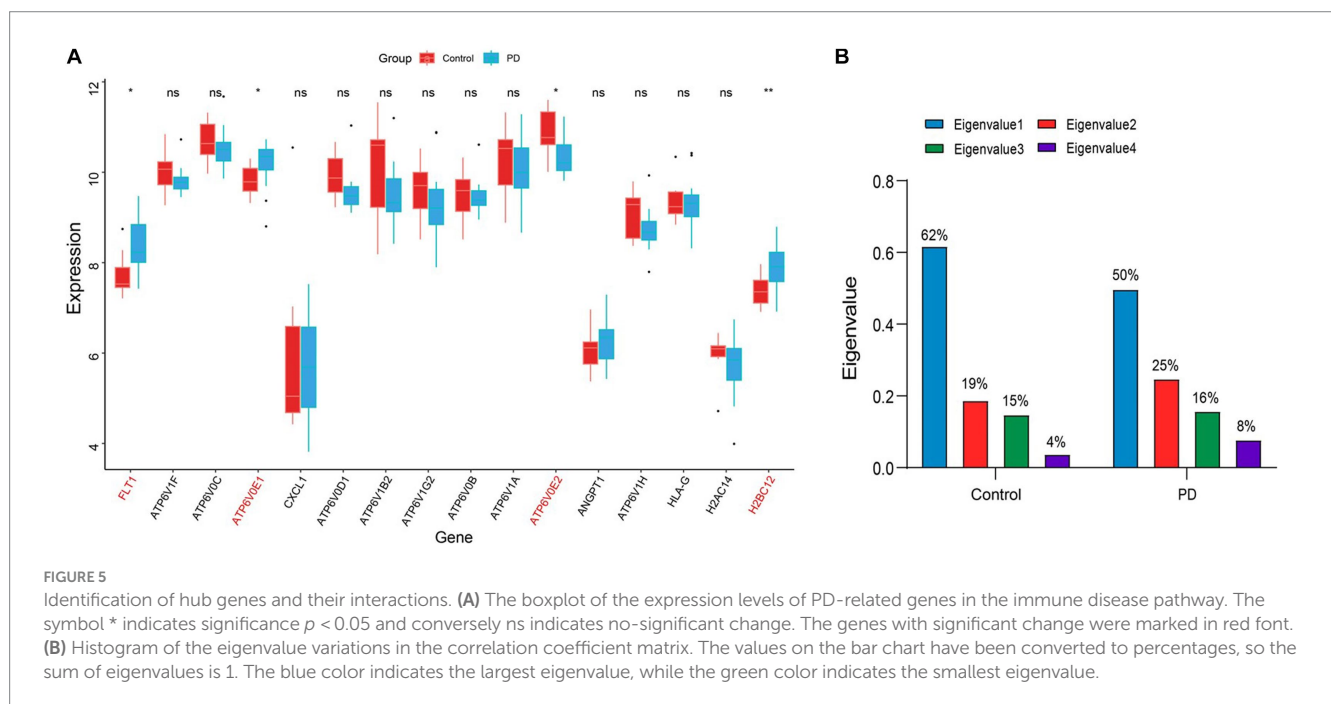 A
Group Control PD
* ns ns * ns ns ns ns ns ns * ns ns ns ns **
Expression
12
10
8
6
4
FLT1
ATP6V1F
ATP6V0C
ATP6V0E1
CXCL1
ATP6V0D1
ATP6V1B2
ATP6V1G2
ATP6V0B
ATP6V1A
ATP6V0E2
ANGPT1
ATP6V1H
HLA-G
H2AC14
H2BC12
Gene
B
Eigenvalue1 Eigenvalue2
Eigenvalue3 Eigenvalue4
Eigenvalue
0.8
0.6
0.4
0.2
0.0
62%
19%
15%
4%
50%
25%
16%
8%
Control PD
FIGURE 5
Identification of hub genes and their interactions. (A) The boxplot of the expression levels of PD-related genes in the immune disease pathway. The
symbol * indicates significance p < 0.05 and conversely ns indicates no-significant change. The genes with significant change were marked in red font.
(B) Histogram of the eigenvalue variations in the correlation coefficient matrix. The values on the bar chart have been converted to percentages, so the
sum of eigenvalues is 1. The blue color indicates the largest eigenvalue, while the green color indicates the smallest eigenvalue.